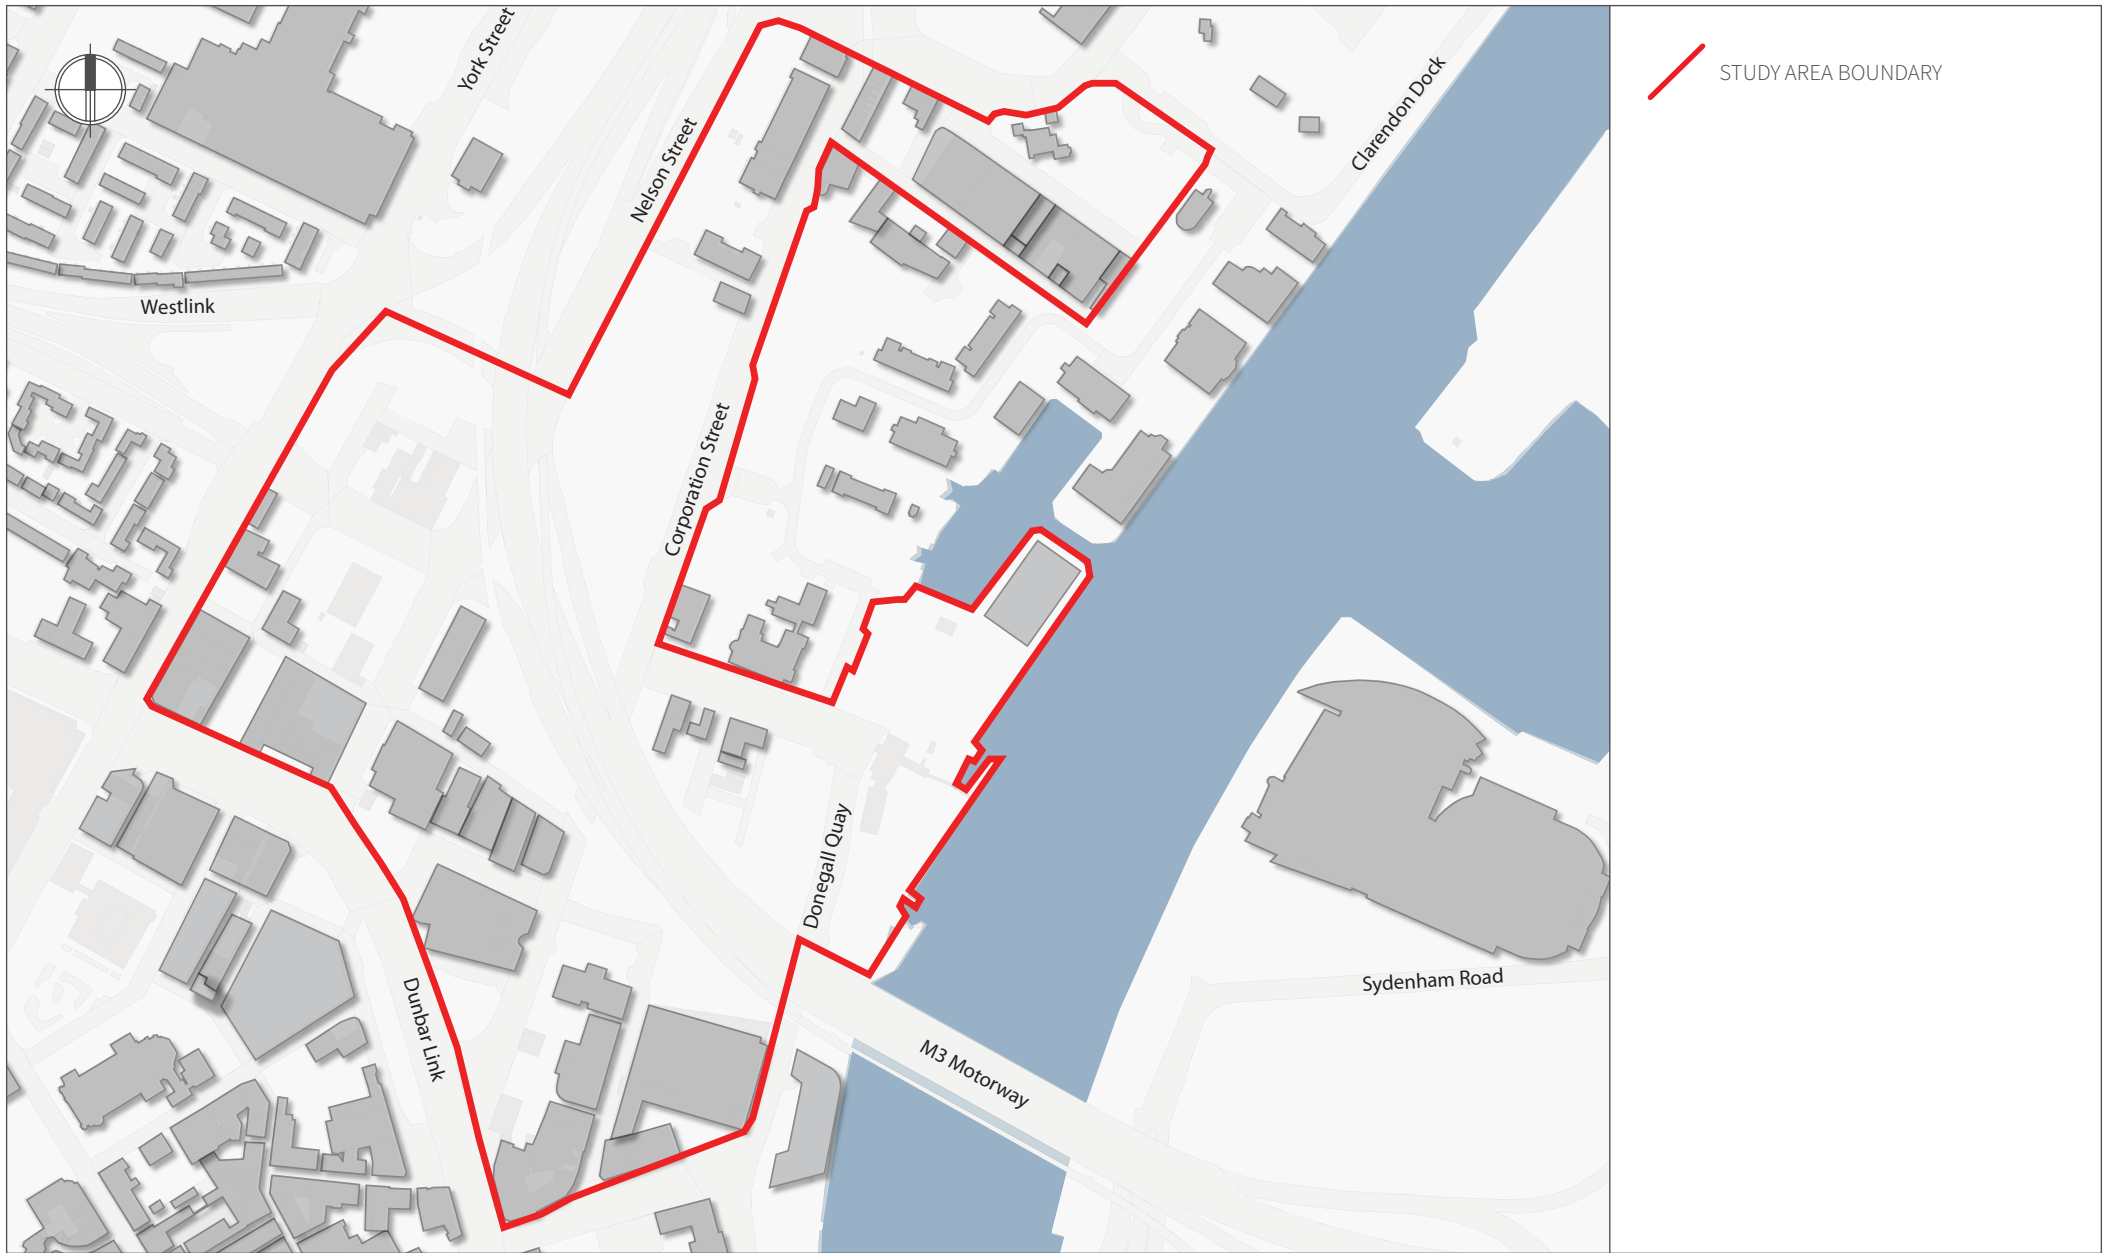 York Street
STUDY AREA BOUNDARY
Clarendon Dock
Nelson Street
Westlink
Corporation Street
Donegall Quay
Sydenham Road
Dunbar Link
M3 Motorway